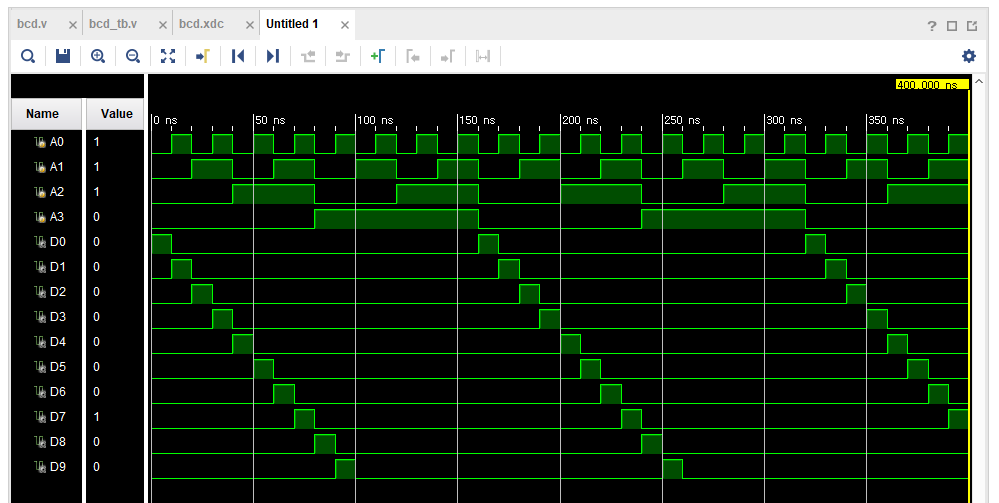 bcd.v × bcd_tb.v × bcd.xdc × Untitled 1 ×
400.000 ns
Name Value
0 ns 50 ns 100 ns 150 ns 200 ns 250 ns 300 ns 350 ns
A0 1
A1 1
A2 1
A3 0
D0 0
D1 0
D2 0
D3 0
D4 0
D5 0
D6 0
D7 1
D8 0
D9 0